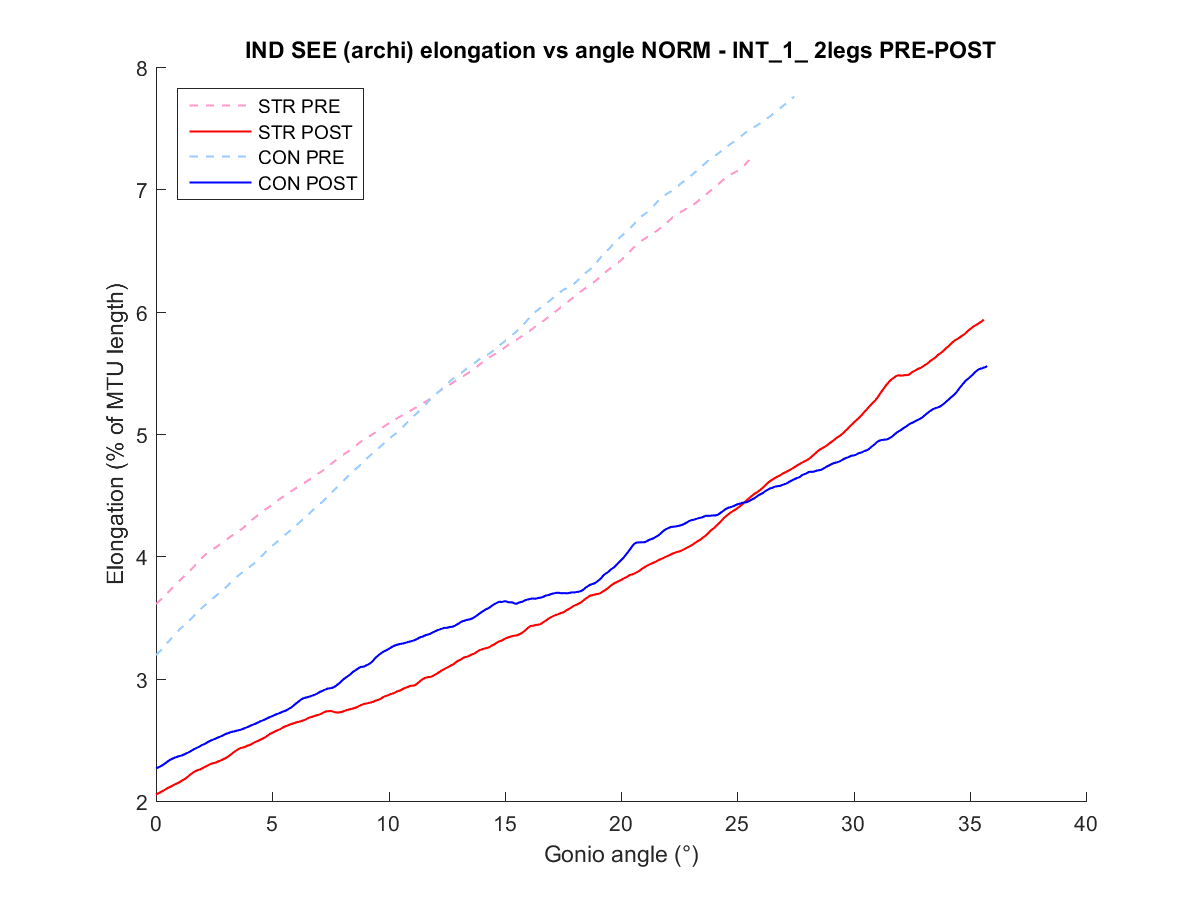 IND SEE (archi) elongation vs angle NORM - INT_1_ 2legs PRE-POST
8
7
6
5
4
3
2
Elongation (% of MTU length)
STR PRE
STR POST
CON PRE
CON POST
0
5
10
15
20
25
30
35
40
Gonio angle (°)